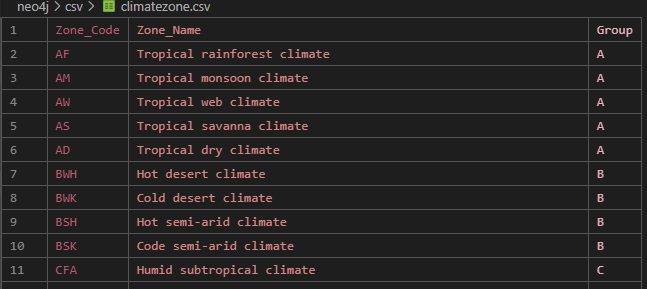 neo4j > csv > climatezone.csv
1 Zone_Code Zone_Name Group
2 AF Tropical rainforest climate A
3 AM Tropical monsoon climate A
4 AW Tropical web climate A
5 AS Tropical savanna climate A
6 AD Tropical dry climate A
7 BWH Hot desert climate B
8 BWK Cold desert climate B
9 BSH Hot semi-arid climate B
10 BSK Code semi-arid climate B
11 CFA Humid subtropical climate C